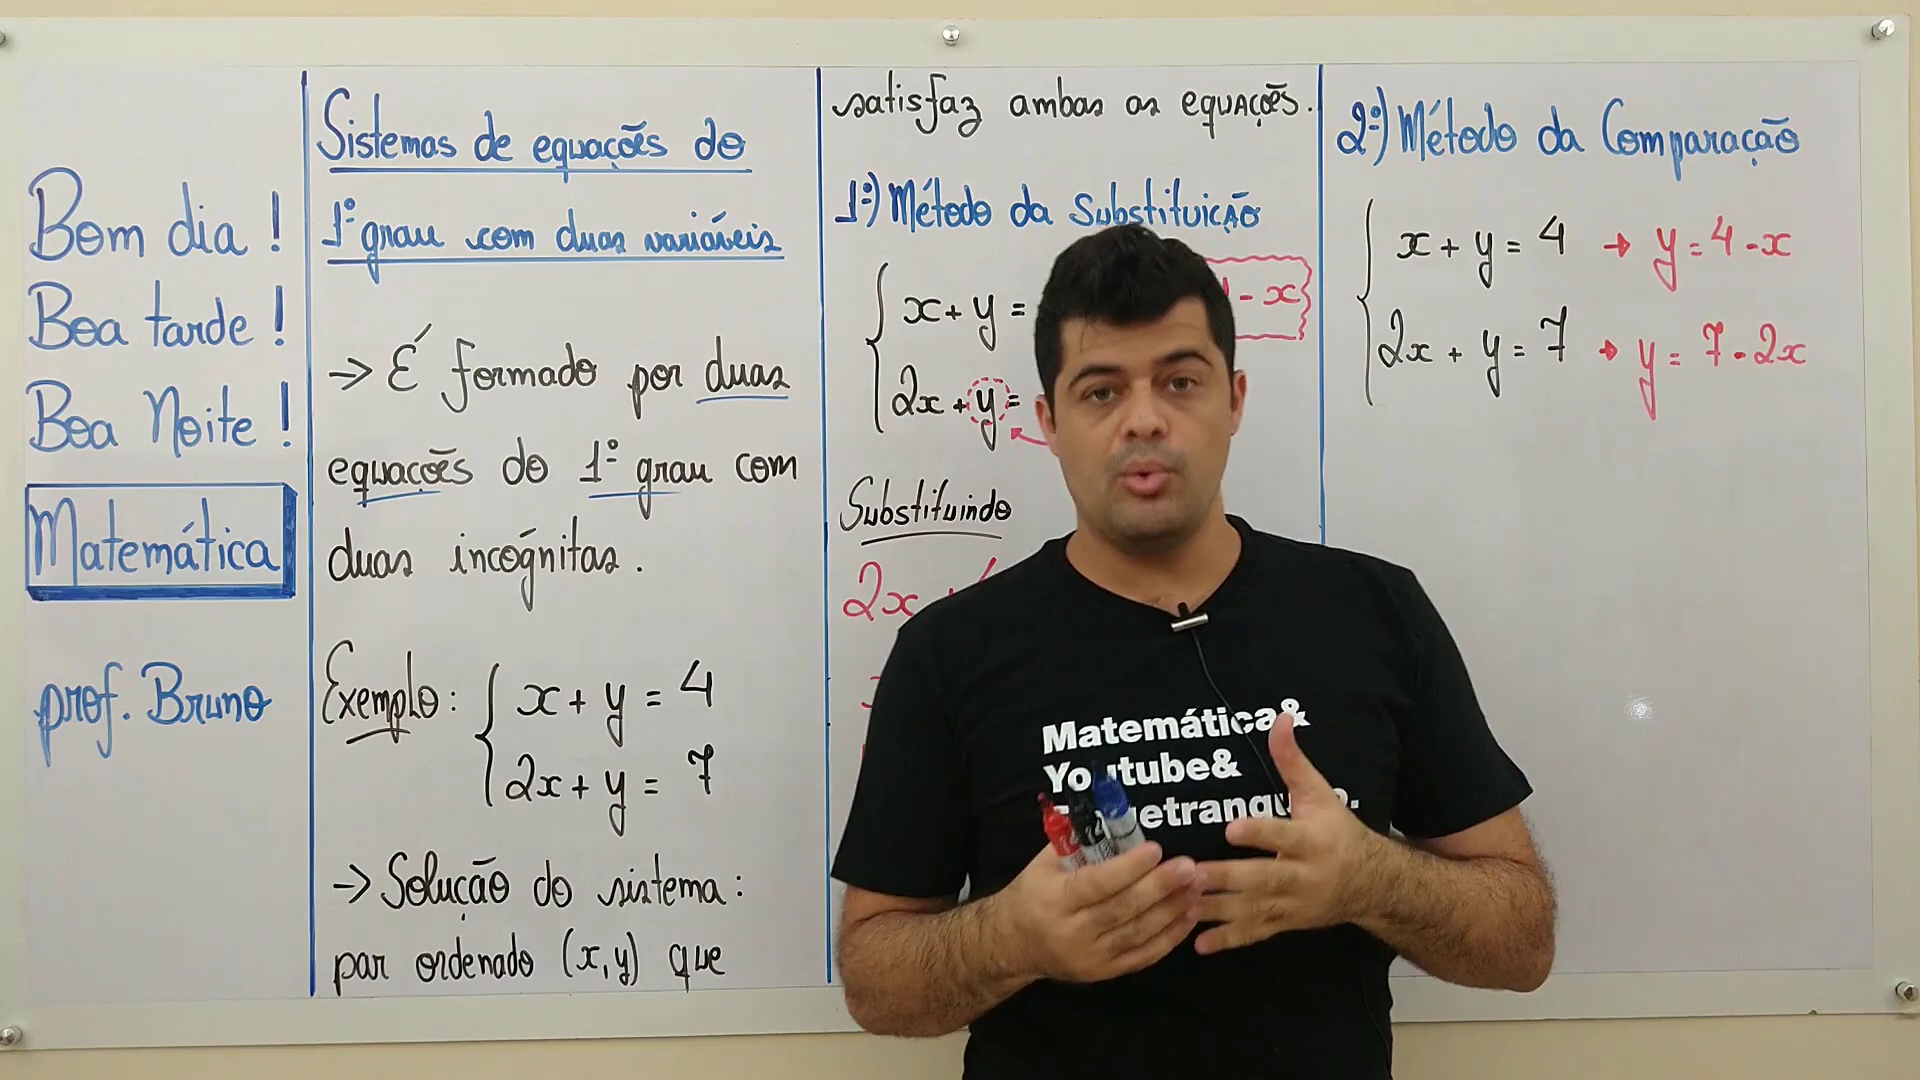 Bom dia !
Boa tarde !
Boa Noite !
Matemática
prof. Bruno
Sistemas de equações do
1º grau com duas variáveis
→ É formado por duas
equações do 1º grau com
duas incógnitas.
Exemplo: x + y = 4
2x + y = 7
→ Solução do sistema:
par ordenado (x,y) que
satisfaz ambas as equações.
1º) Método da Substituição
x + y =
- x
2x + y =
Substituindo
2x
2º) Método da Comparação
x + y = 4 → y = 4 - x
2x + y = 7 → y = 7 - 2x
Matemática&
Youtube&